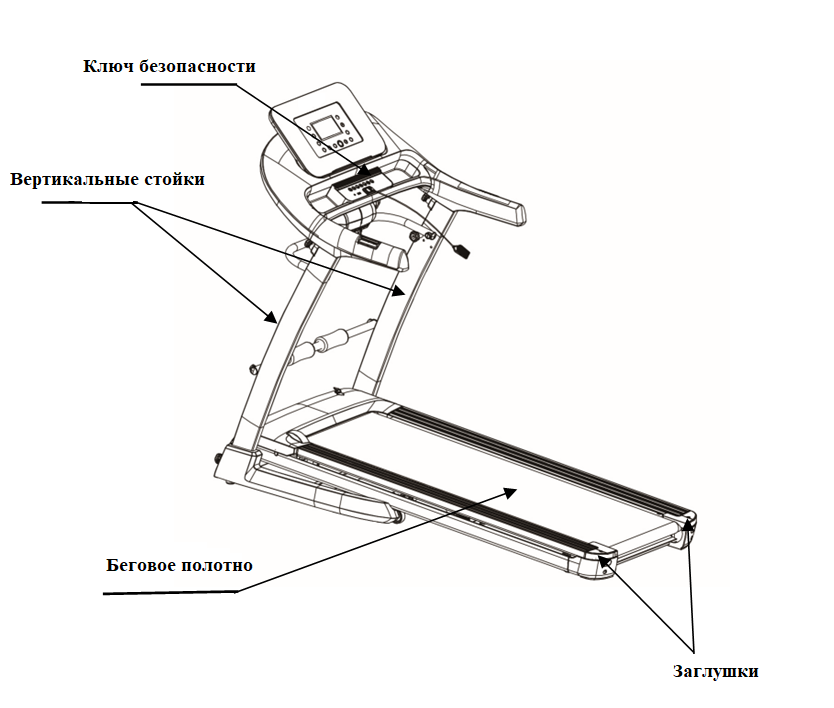 Ключ безопасности
Вертикальные стойки
Беговое полотно
Заглушки